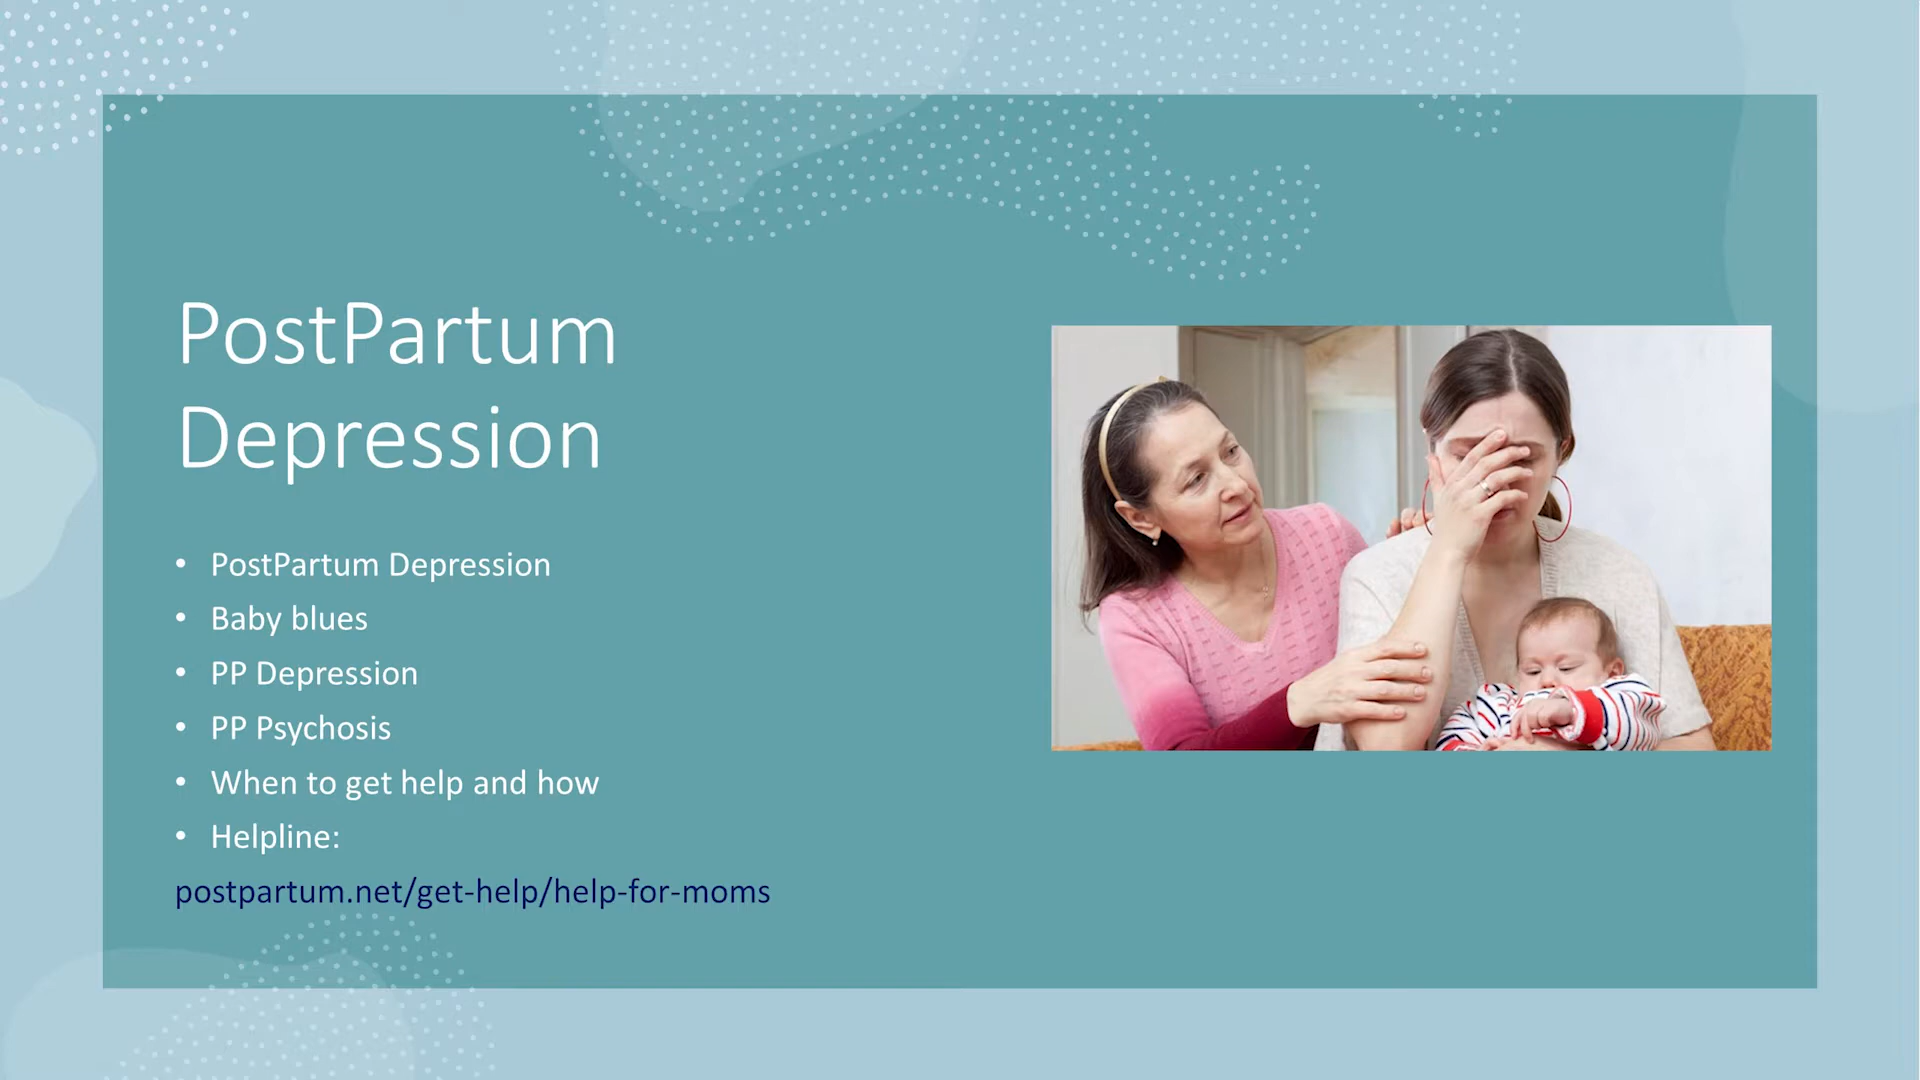 PostPartum
Depression
• PostPartum Depression
• Baby blues
• PP Depression
• PP Psychosis
• When to get help and how
• Helpline:
postpartum.net/get-help/help-for-moms